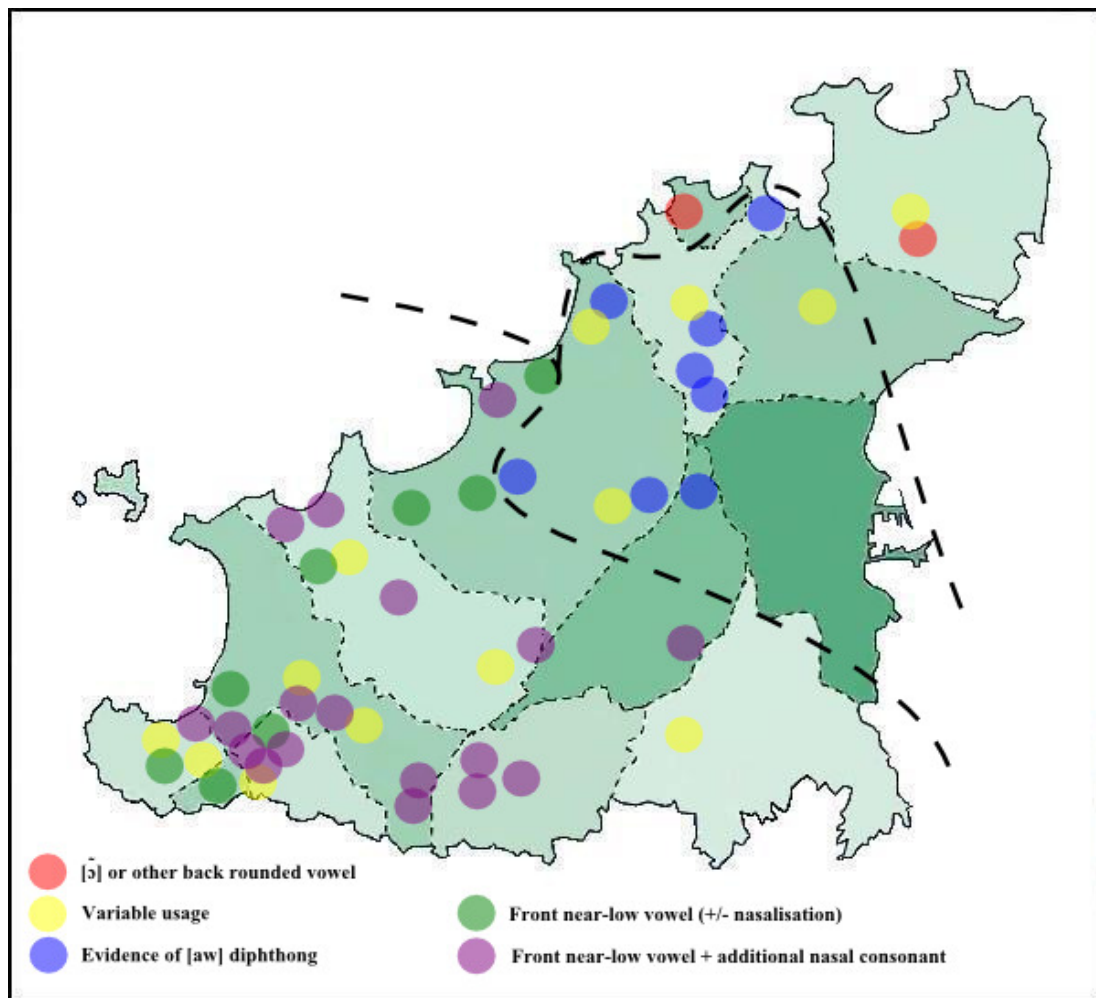 [ɔ̃] or other back rounded vowel
Variable usage
Evidence of [aw] diphthong
Front near-low vowel (+/- nasalisation)
Front near-low vowel + additional nasal consonant